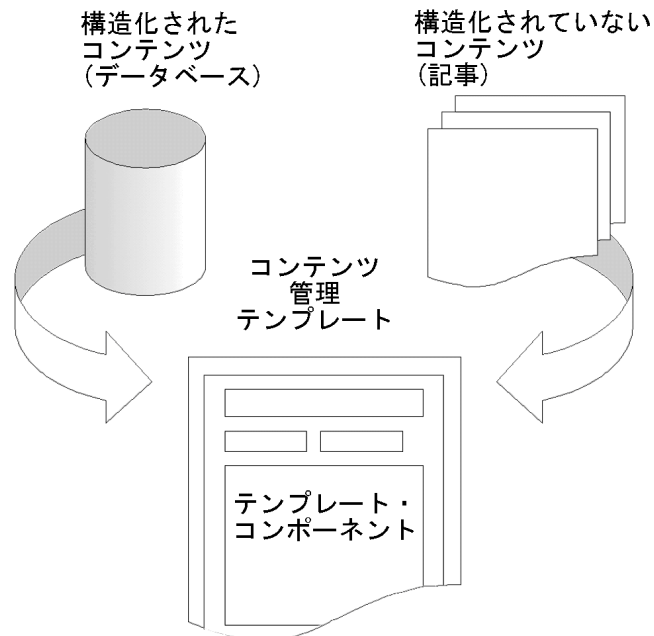 構造化された
コンテンツ
（データベース）
構造化されていない
コンテンツ
（記事）
コンテンツ
管理
テンプレート
テンプレート・
コンポーネント